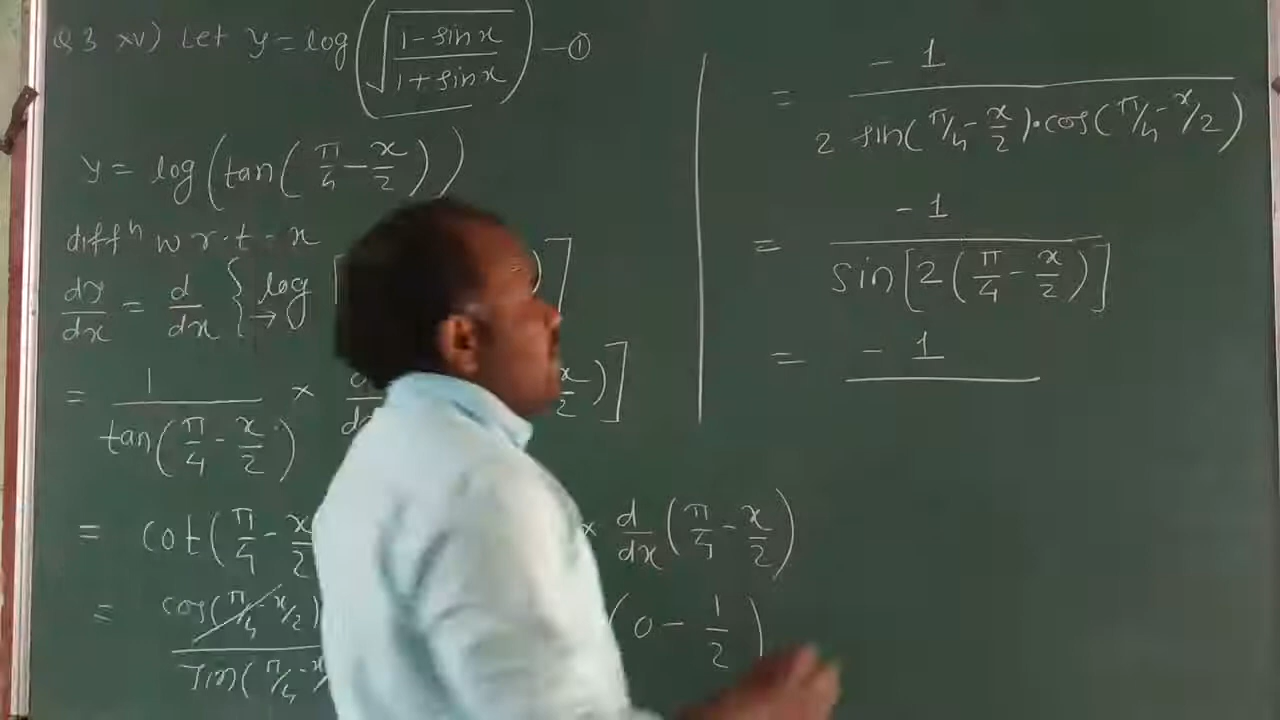 Q 3 xv) Let y = log(√((1 - sin x)/(1 + sin x))) — ①
y = log(tan(π/4 - x/2))
diffⁿ w r.t - x
dy/dx = d/dx { log [ ) ]
= 1/tan(π/4 - x/2) × x/2)]
= cot(π/4 - x/2 × d/dx (π/4 - x/2)
= cos(π/4 - x/2)/sin(π/4 - x/ (0 - 1/2)
= -1/(2 sin(π/4 - x/2)·cos(π/4 - x/2))
= -1/sin[2(π/4 - x/2)]
= -1/